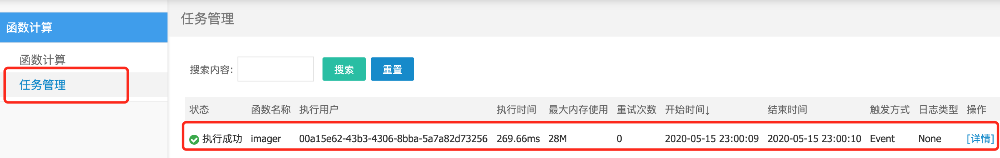 函数计算
函数计算
任务管理
任务管理
搜索内容:
搜索
重置
状态 函数名称 执行用户 执行时间 最大内存使用 重试次数 开始时间↓ 结束时间 触发方式 日志类型 操作
执行成功 imager 00a15e62-43b3-4306-8bba-5a7a82d73256 269.66ms 28M 0 2020-05-15 23:00:09 2020-05-15 23:00:10 Event None [详情]